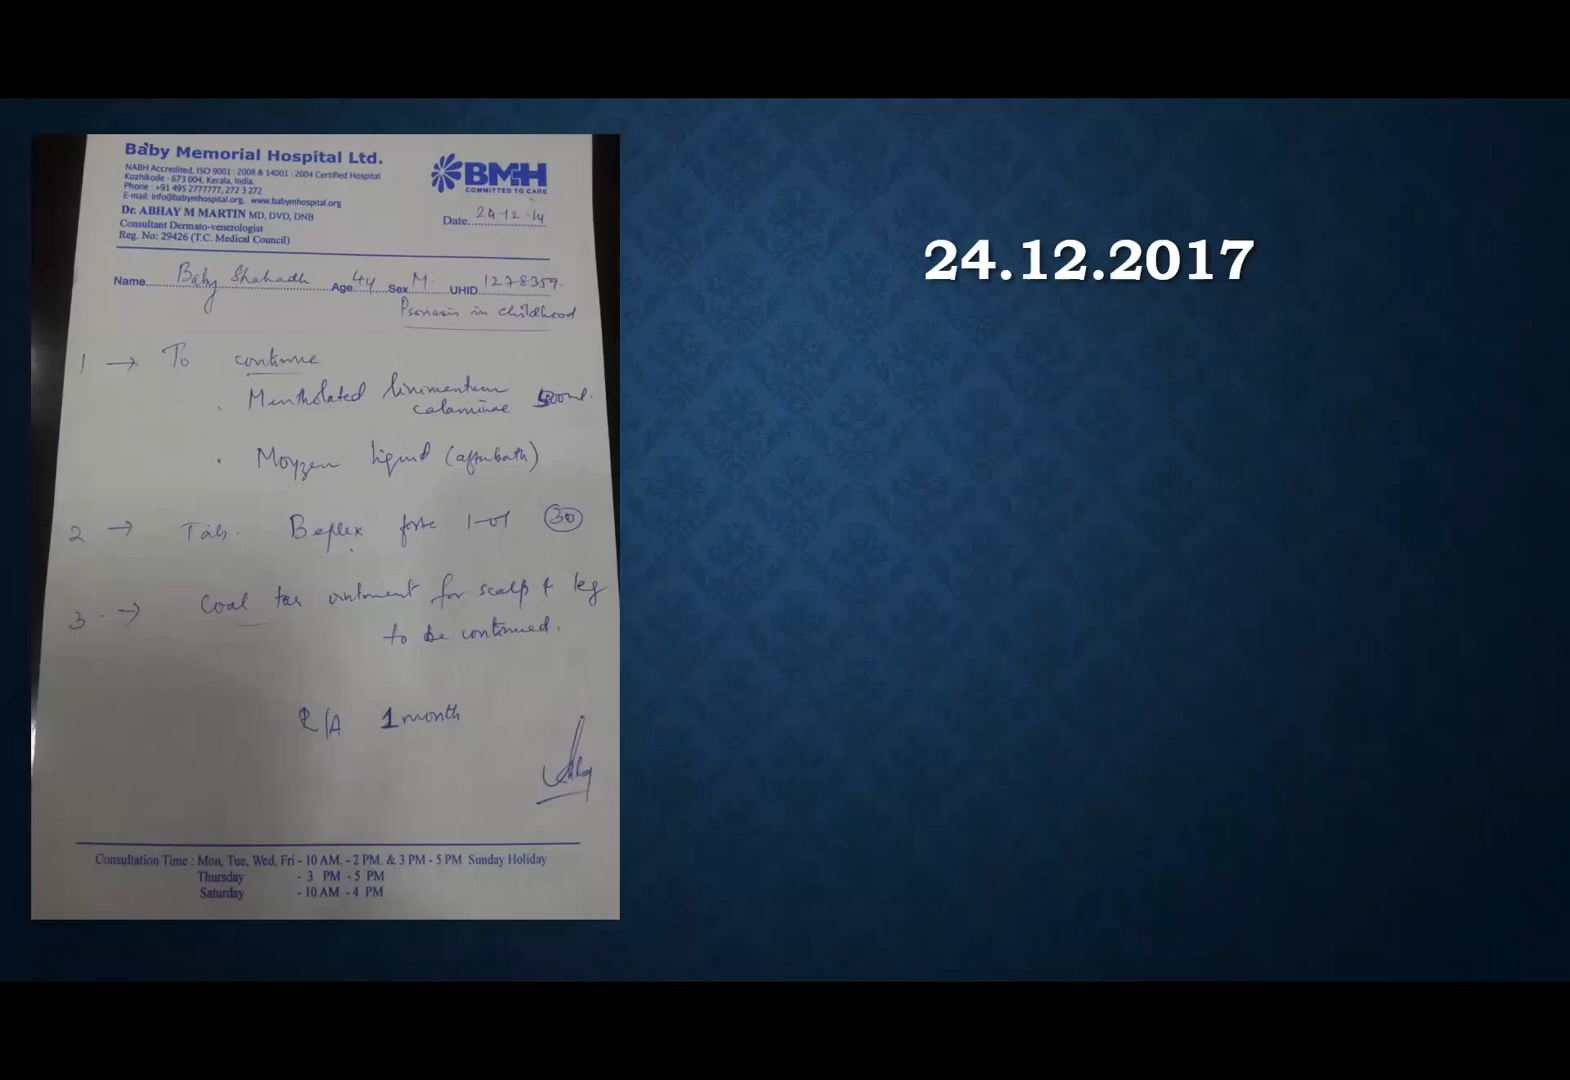 Baby Memorial Hospital Ltd.
NABH Accredited, ISO 9001 : 2008 & 14001 : 2004 Certified Hospital
Kozhikode - 673 004, Kerala, India.
Phone : +91 495 2777777, 272 3 272
E-mail: info@babymhospital.org, www.babymhospital.org
Dr. ABHAY M MARTIN MD, DVD, DNB
Consultant Dermato-venerologist
Reg. No: 29426 (T.C. Medical Council)
BMH
COMMITTED TO CARE
Date 24-12-14
24.12.2017
Name Baby Shahadh Age 4y Sex M. UHID 1278359.
Psoriasis in childhood
1 → To continue
. Mentholated linimentum
calaminae 500ml.
. Moyzen liquid (after bath)
2 → Tab. Beplex forte 1-01 30
3 → Coal tar ointment for scalp + leg
to be continued.
R/A 1 month
Consultation Time : Mon, Tue, Wed, Fri - 10 AM. - 2 PM. & 3 PM - 5 PM Sunday Holiday
Thursday - 3 PM - 5 PM
Saturday - 10 AM - 4 PM